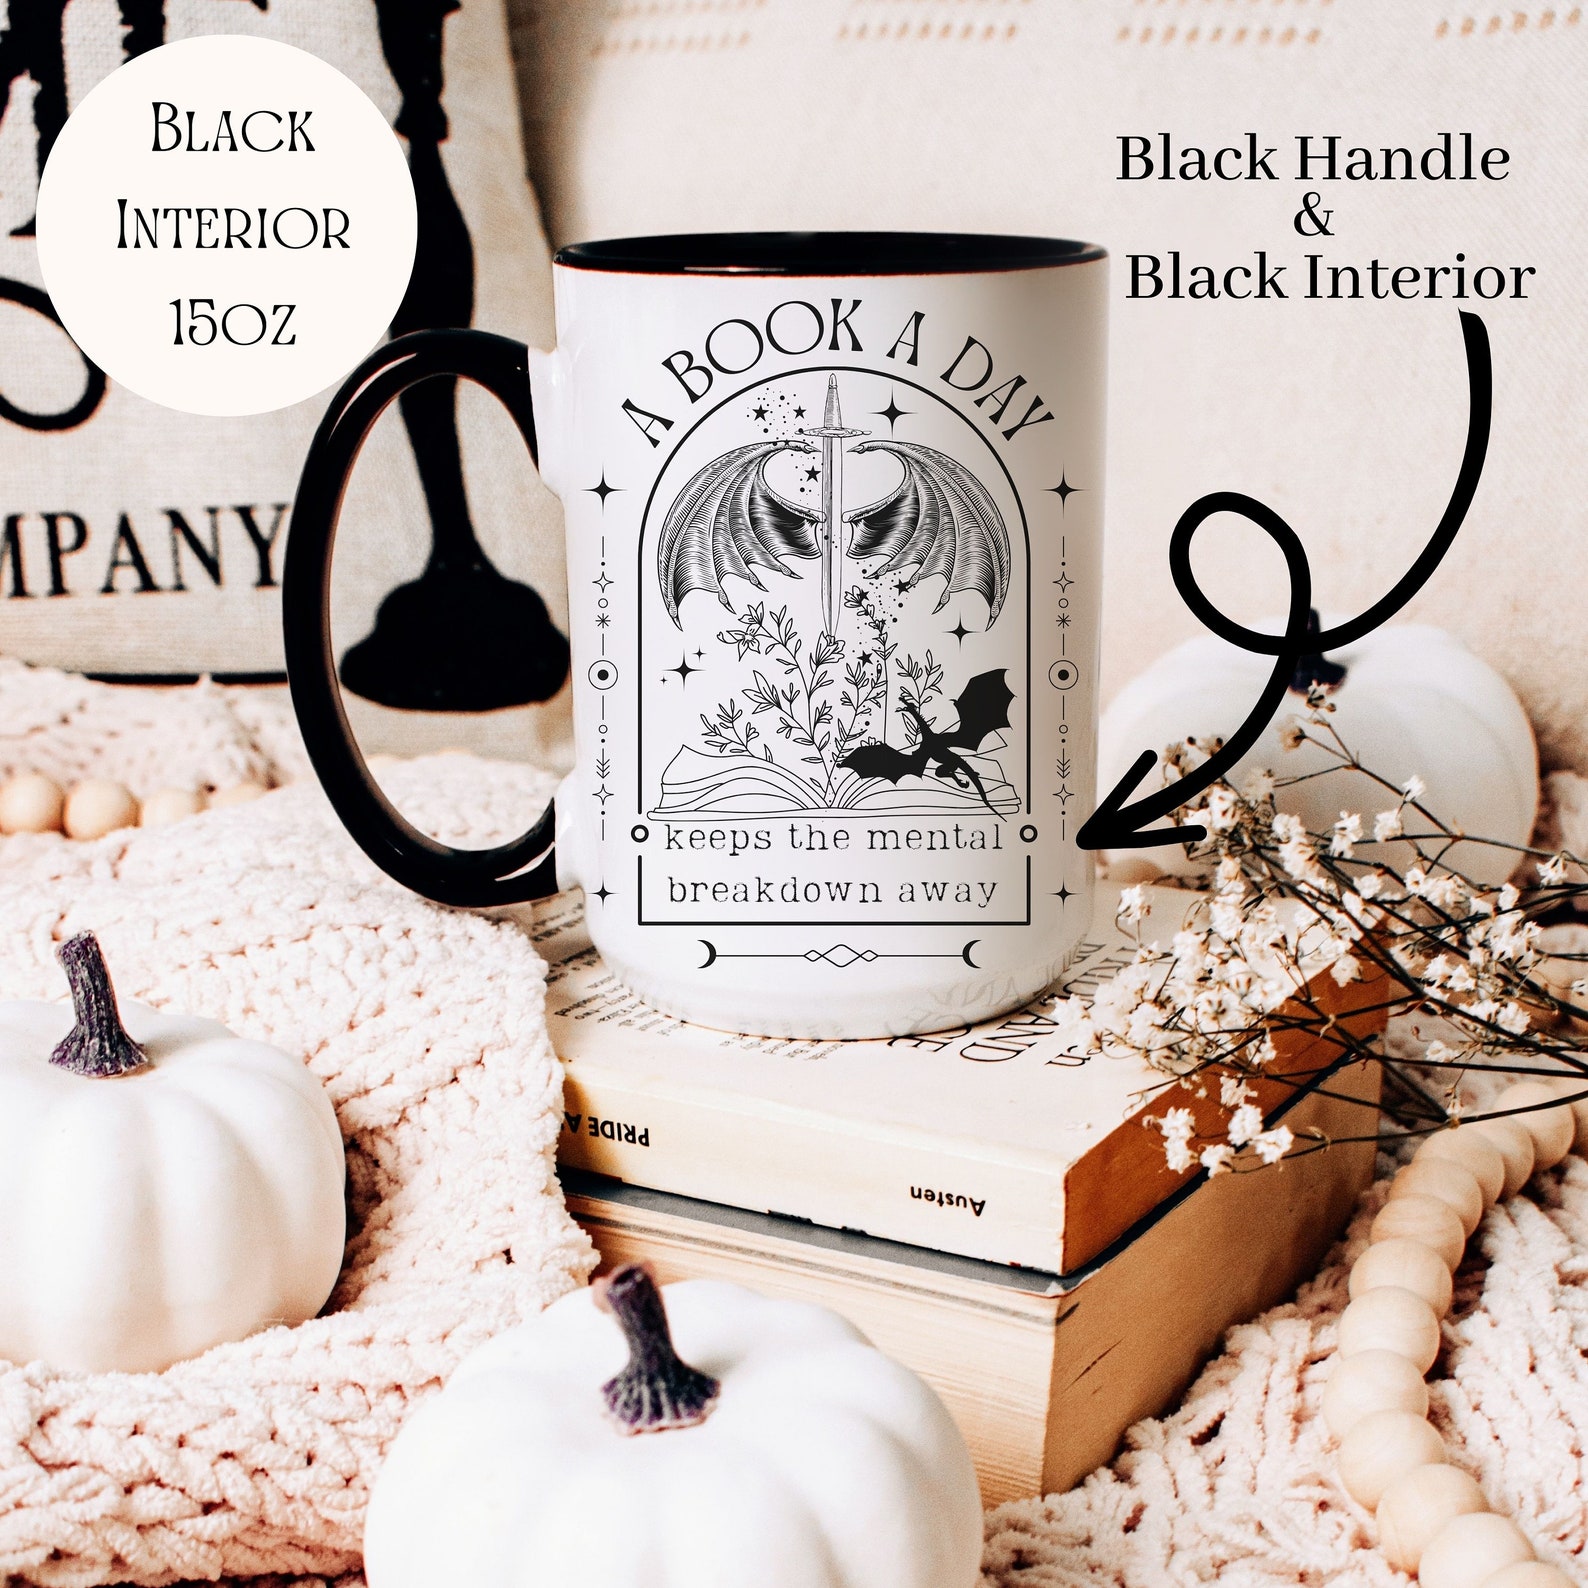 Black
Interior
15oz
Black Handle
&
Black Interior
A BOOK A DAY
keeps the mental
breakdown away
MPANY
PRIDE A
Austen